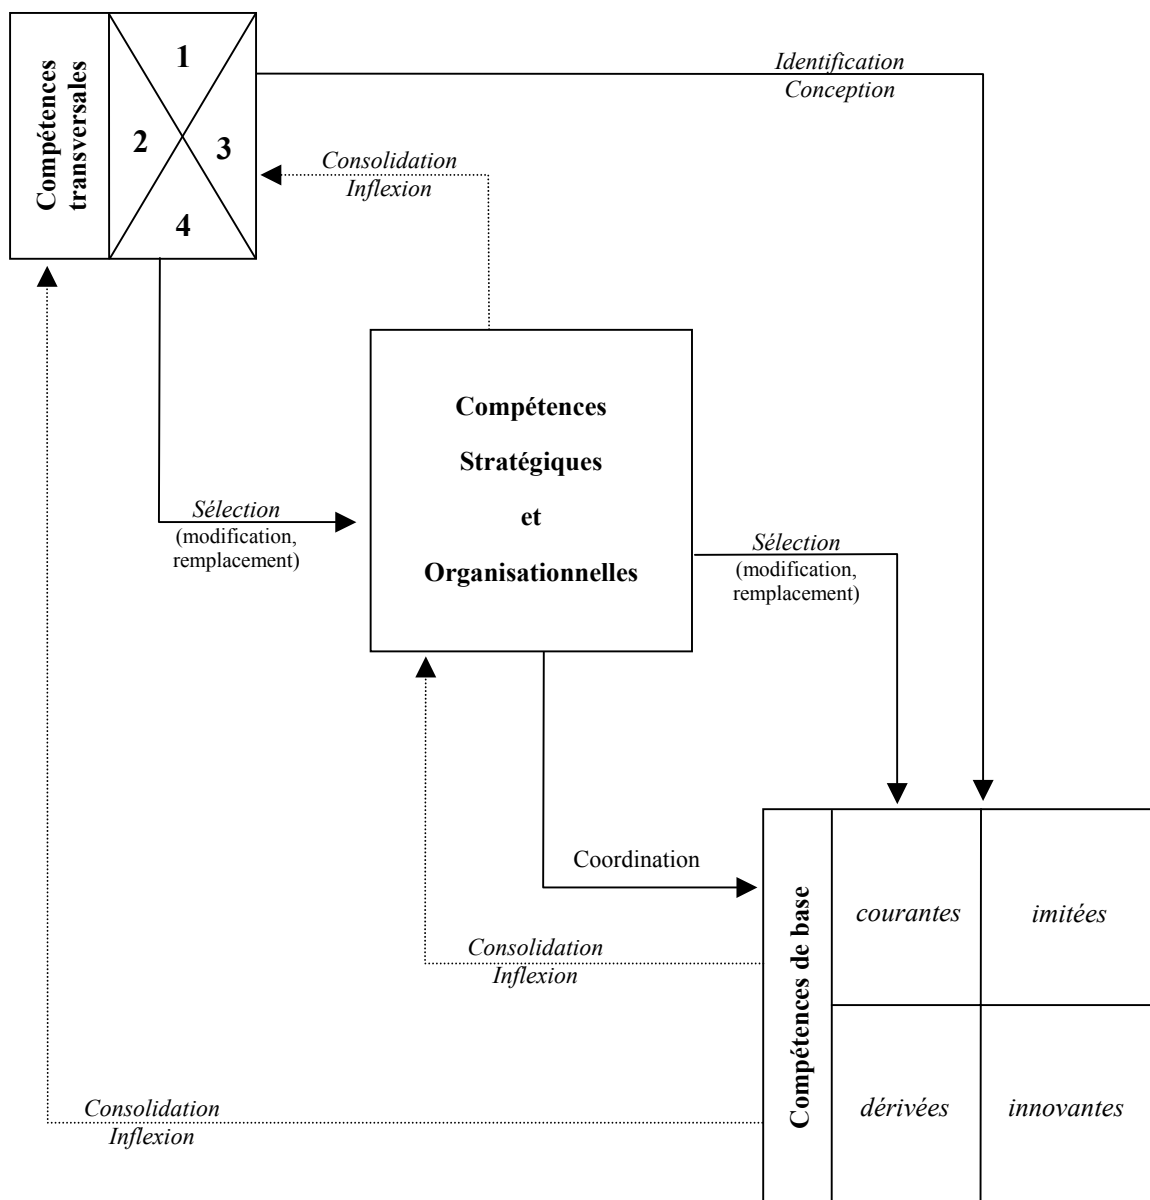 Compétences
transversales
1
2
3
4
Identification
Conception
Consolidation
Inflexion
Compétences
Stratégiques
et
Organisationnelles
Sélection
(modification,
remplacement)
Sélection
(modification,
remplacement)
Coordination
Consolidation
Inflexion
Compétences de base
courantes
imitées
dérivées
innovantes
Consolidation
Inflexion